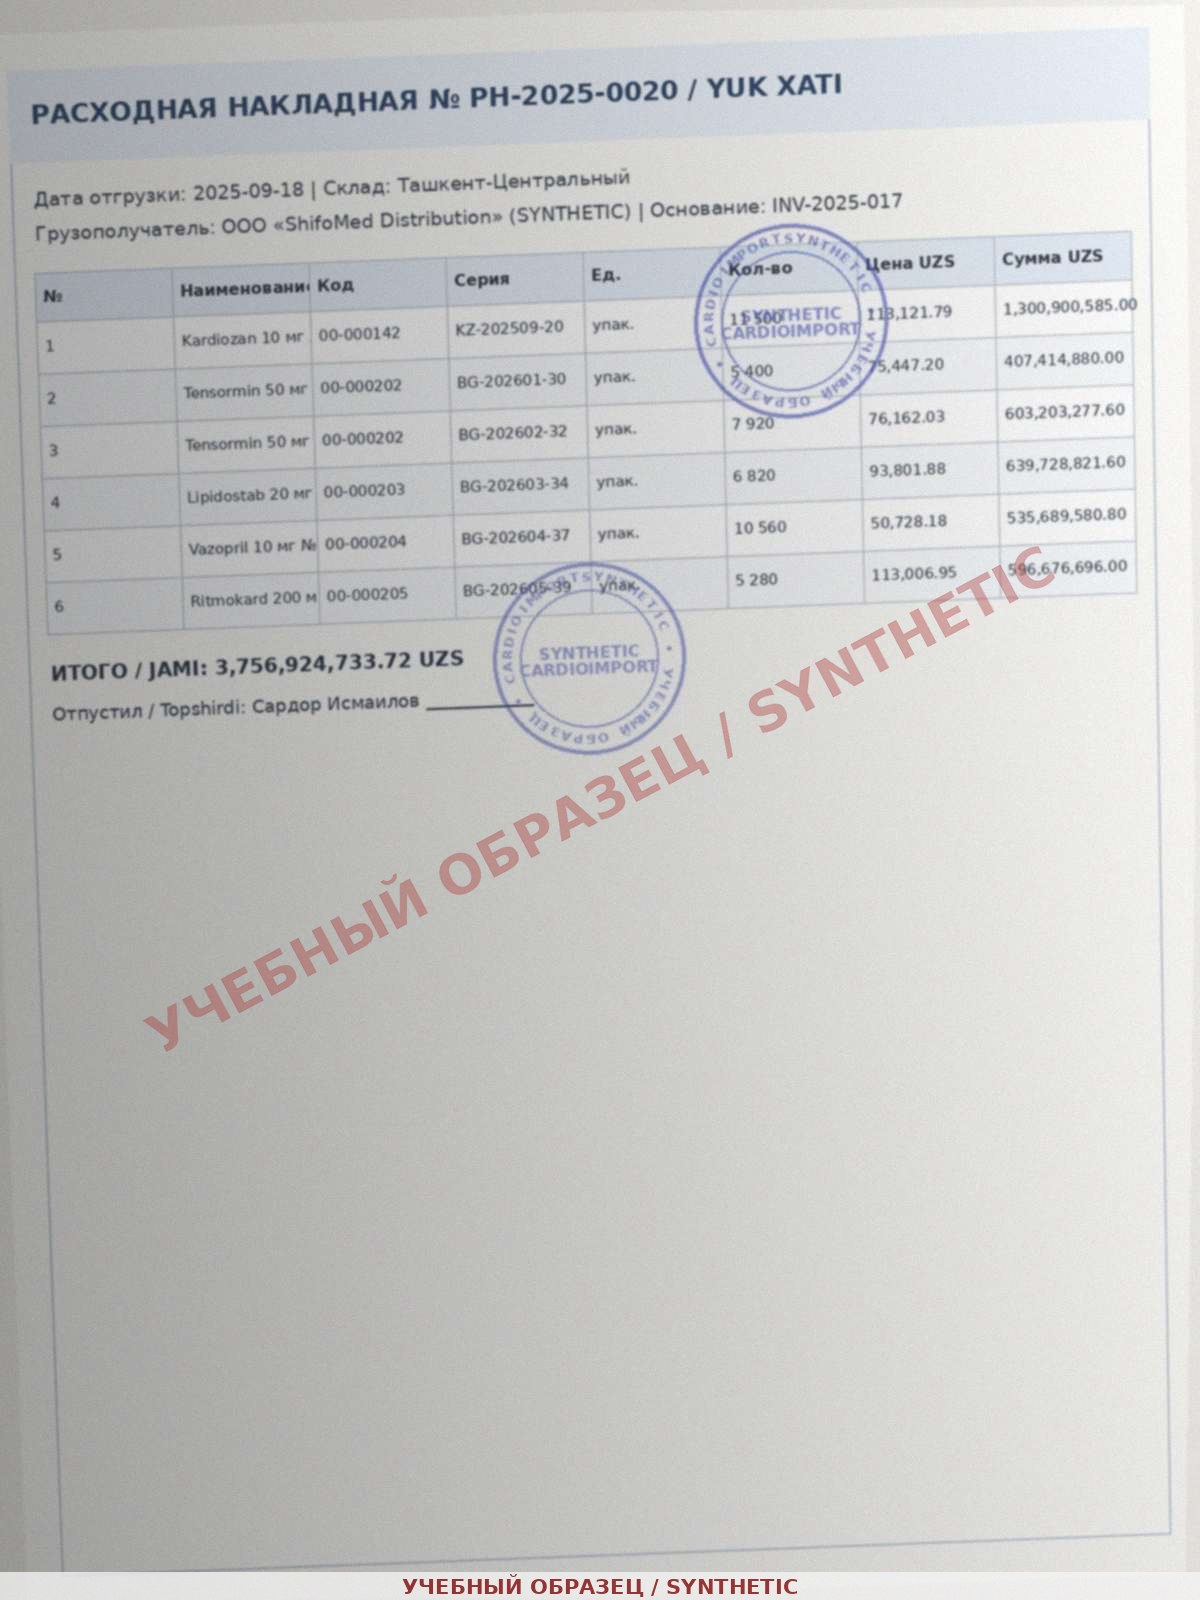 РАСХОДНАЯ НАКЛАДНАЯ № РН-2025-0020 / YUK XATI
Дата отгрузки: 2025-09-18 | Склад: Ташкент-Центральный
Грузополучатель: ООО «ShifoMed Distribution» (SYNTHETIC) | Основание: INV-2025-017
№ Наименование Код Серия Ед. Кол-во Цена UZS Сумма UZS
1 Kardiozan 10 мг 00-000142 KZ-202509-20 упак. 11 500 113,121.79 1,300,900,585.00
2 Tensormin 50 мг 00-000202 BG-202601-30 упак. 5 400 75,447.20 407,414,880.00
3 Tensormin 50 мг 00-000202 BG-202602-32 упак. 7 920 76,162.03 603,203,277.60
4 Lipidostab 20 мг 00-000203 BG-202603-34 упак. 6 820 93,801.88 639,728,821.60
5 Vazopril 10 мг № 00-000204 BG-202604-37 упак. 10 560 50,728.18 535,689,580.80
6 Ritmokard 200 м 00-000205 BG-202605-39 упак. 5 280 113,006.95 596,676,696.00
ИТОГО / JAMI: 3,756,924,733.72 UZS
Отпустил / Topshirdi: Сардор Исмаилов
SYNTHETIC
CARDIOIMPORT
SYNTHETIC • УЧЕБНЫЙ ОБРАЗЕЦ • CARDIOIMPORT
SYNTHETIC
CARDIOIMPORT
SYNTHETIC • УЧЕБНЫЙ ОБРАЗЕЦ • CARDIOIMPORT
УЧЕБНЫЙ ОБРАЗЕЦ / SYNTHETIC
УЧЕБНЫЙ ОБРАЗЕЦ / SYNTHETIC